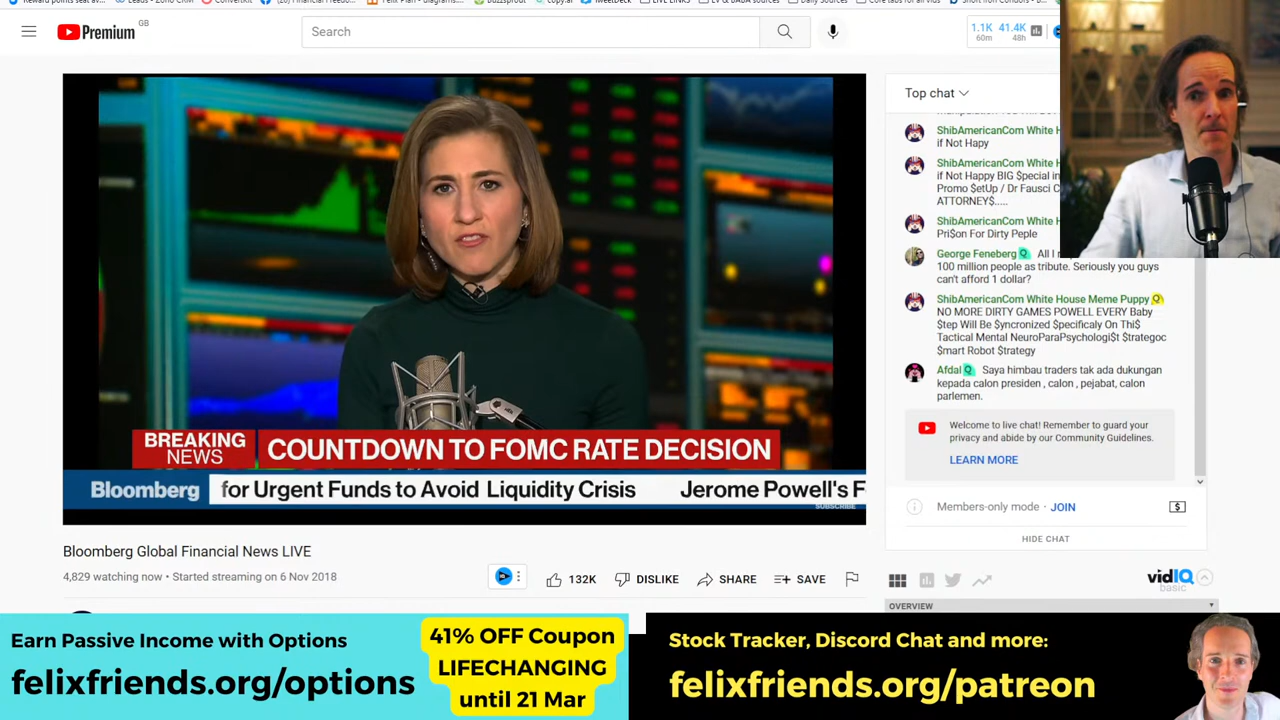 Premium GB
Search
1.1K 41.4K
60m 48h
Top chat
ShibAmericanCom White H
if Not Hapy
ShibAmericanCom White H
if Not Happy BIG $pecial in
Promo $etUp / Dr Fausci C
ATTORNEY$.....
ShibAmericanCom White H
Pri$on For Dirty Peple
George Feneberg All I
100 million people as tribute. Seriously you guys
can't afford 1 dollar?
ShibAmericanCom White House Meme Puppy
NO MORE DIRTY GAMES POWELL EVERY Baby
$tep Will Be $yncronized $pecificaly On Thi$
Tactical Mental NeuroParaPsychologi$t $trategoc
$mart Robot $trategy
Afdal Saya himbau traders tak ada dukungan
kepada calon presiden , calon , pejabat, calon
parlemen.
Welcome to live chat! Remember to guard your
privacy and abide by our Community Guidelines.
LEARN MORE
Members-only mode · JOIN
HIDE CHAT
BREAKING NEWS
COUNTDOWN TO FOMC RATE DECISION
Bloomberg for Urgent Funds to Avoid Liquidity Crisis Jerome Powell's F
SUBSCRIBE
Bloomberg Global Financial News LIVE
4,829 watching now • Started streaming on 6 Nov 2018
132K DISLIKE SHARE SAVE
vidIQ
basic
OVERVIEW
Earn Passive Income with Options
felixfriends.org/options
41% OFF Coupon
LIFECHANGING
until 21 Mar
Stock Tracker, Discord Chat and more:
felixfriends.org/patreon